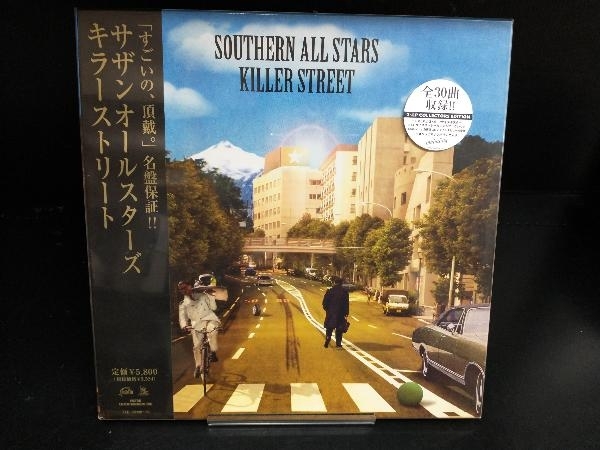 SOUTHERN ALL STARS
KILLER STREET
「すごいの、頂戴。」名盤保証!!
サザンオールスターズ
キラーストリート
全30曲
収録!!
COLLECTORS EDITION
定価￥5,800